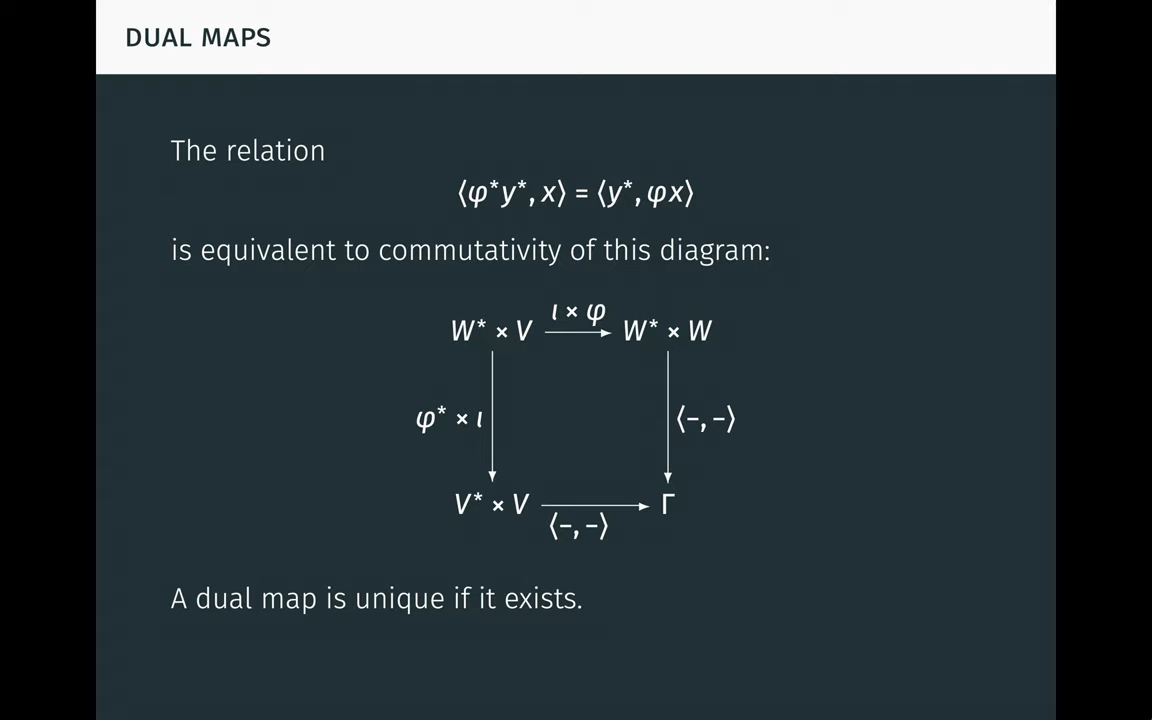 DUAL MAPS
The relation
⟨φ*y*, x⟩ = ⟨y*, φx⟩
is equivalent to commutativity of this diagram:
ι × φ
W* × V W* × W
φ* × ι ⟨–, –⟩
V* × V Γ
⟨–, –⟩
A dual map is unique if it exists.